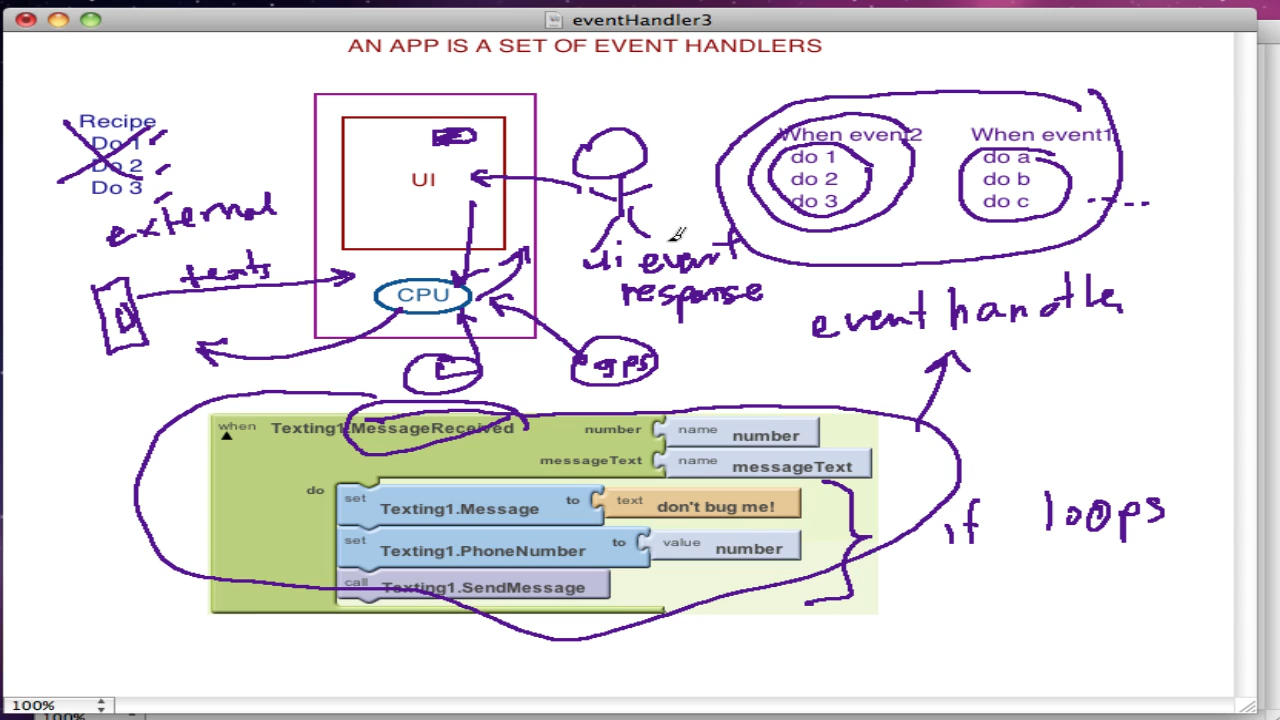 eventHandler3
AN APP IS A SET OF EVENT HANDLERS
Recipe
Do 1
Do 2
Do 3
external
texts
UI
CPU
gps
ui event
response
When event2
do 1
do 2
do 3
When event1
do a
do b
do c
event handler
when Texting1.MessageReceived number name number
messageText name messageText
do set Texting1.Message to text don't bug me!
set Texting1.PhoneNumber to value number
call Texting1.SendMessage
if loops
100%
100%